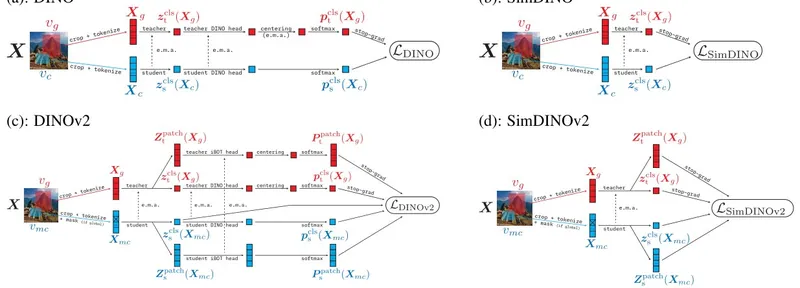 (a): DINO
v_g
X
v_c
crop + tokenize
crop + tokenize
X_g
X_c
teacher
e.m.a.
student
z_t^cls(X_g)
z_s^cls(X_c)
teacher DINO head
e.m.a.
student DINO head
centering
(e.m.a.)
softmax
softmax
p_t^cls(X_g)
p_s^cls(X_c)
stop-grad
L_DINO
(b): SimDINO
v_g
X
v_c
crop + tokenize
crop + tokenize
X_g
X_c
teacher
e.m.a.
student
z_t^cls(X_g)
z_s^cls(X_c)
stop-grad
L_SimDINO
(c): DINOv2
v_g
X
v_mc
crop + tokenize
crop + tokenize
+ mask (if global)
X_g
X_mc
teacher
e.m.a.
student
Z_t^patch(X_g)
z_t^cls(X_g)
z_s^cls(X_mc)
Z_s^patch(X_mc)
teacher iBOT head
teacher DINO head
e.m.a.
e.m.a.
student DINO head
student iBOT head
centering
centering
softmax
softmax
softmax
softmax
P_t^patch(X_g)
p_t^cls(X_g)
p_s^cls(X_mc)
P_s^patch(X_mc)
stop-grad
stop-grad
L_DINOv2
(d): SimDINOv2
v_g
X
v_mc
crop + tokenize
crop + tokenize
+ mask (if global)
X_g
X_mc
teacher
e.m.a.
student
Z_t^patch(X_g)
z_t^cls(X_g)
z_s^cls(X_mc)
Z_s^patch(X_mc)
stop-grad
stop-grad
L_SimDINOv2